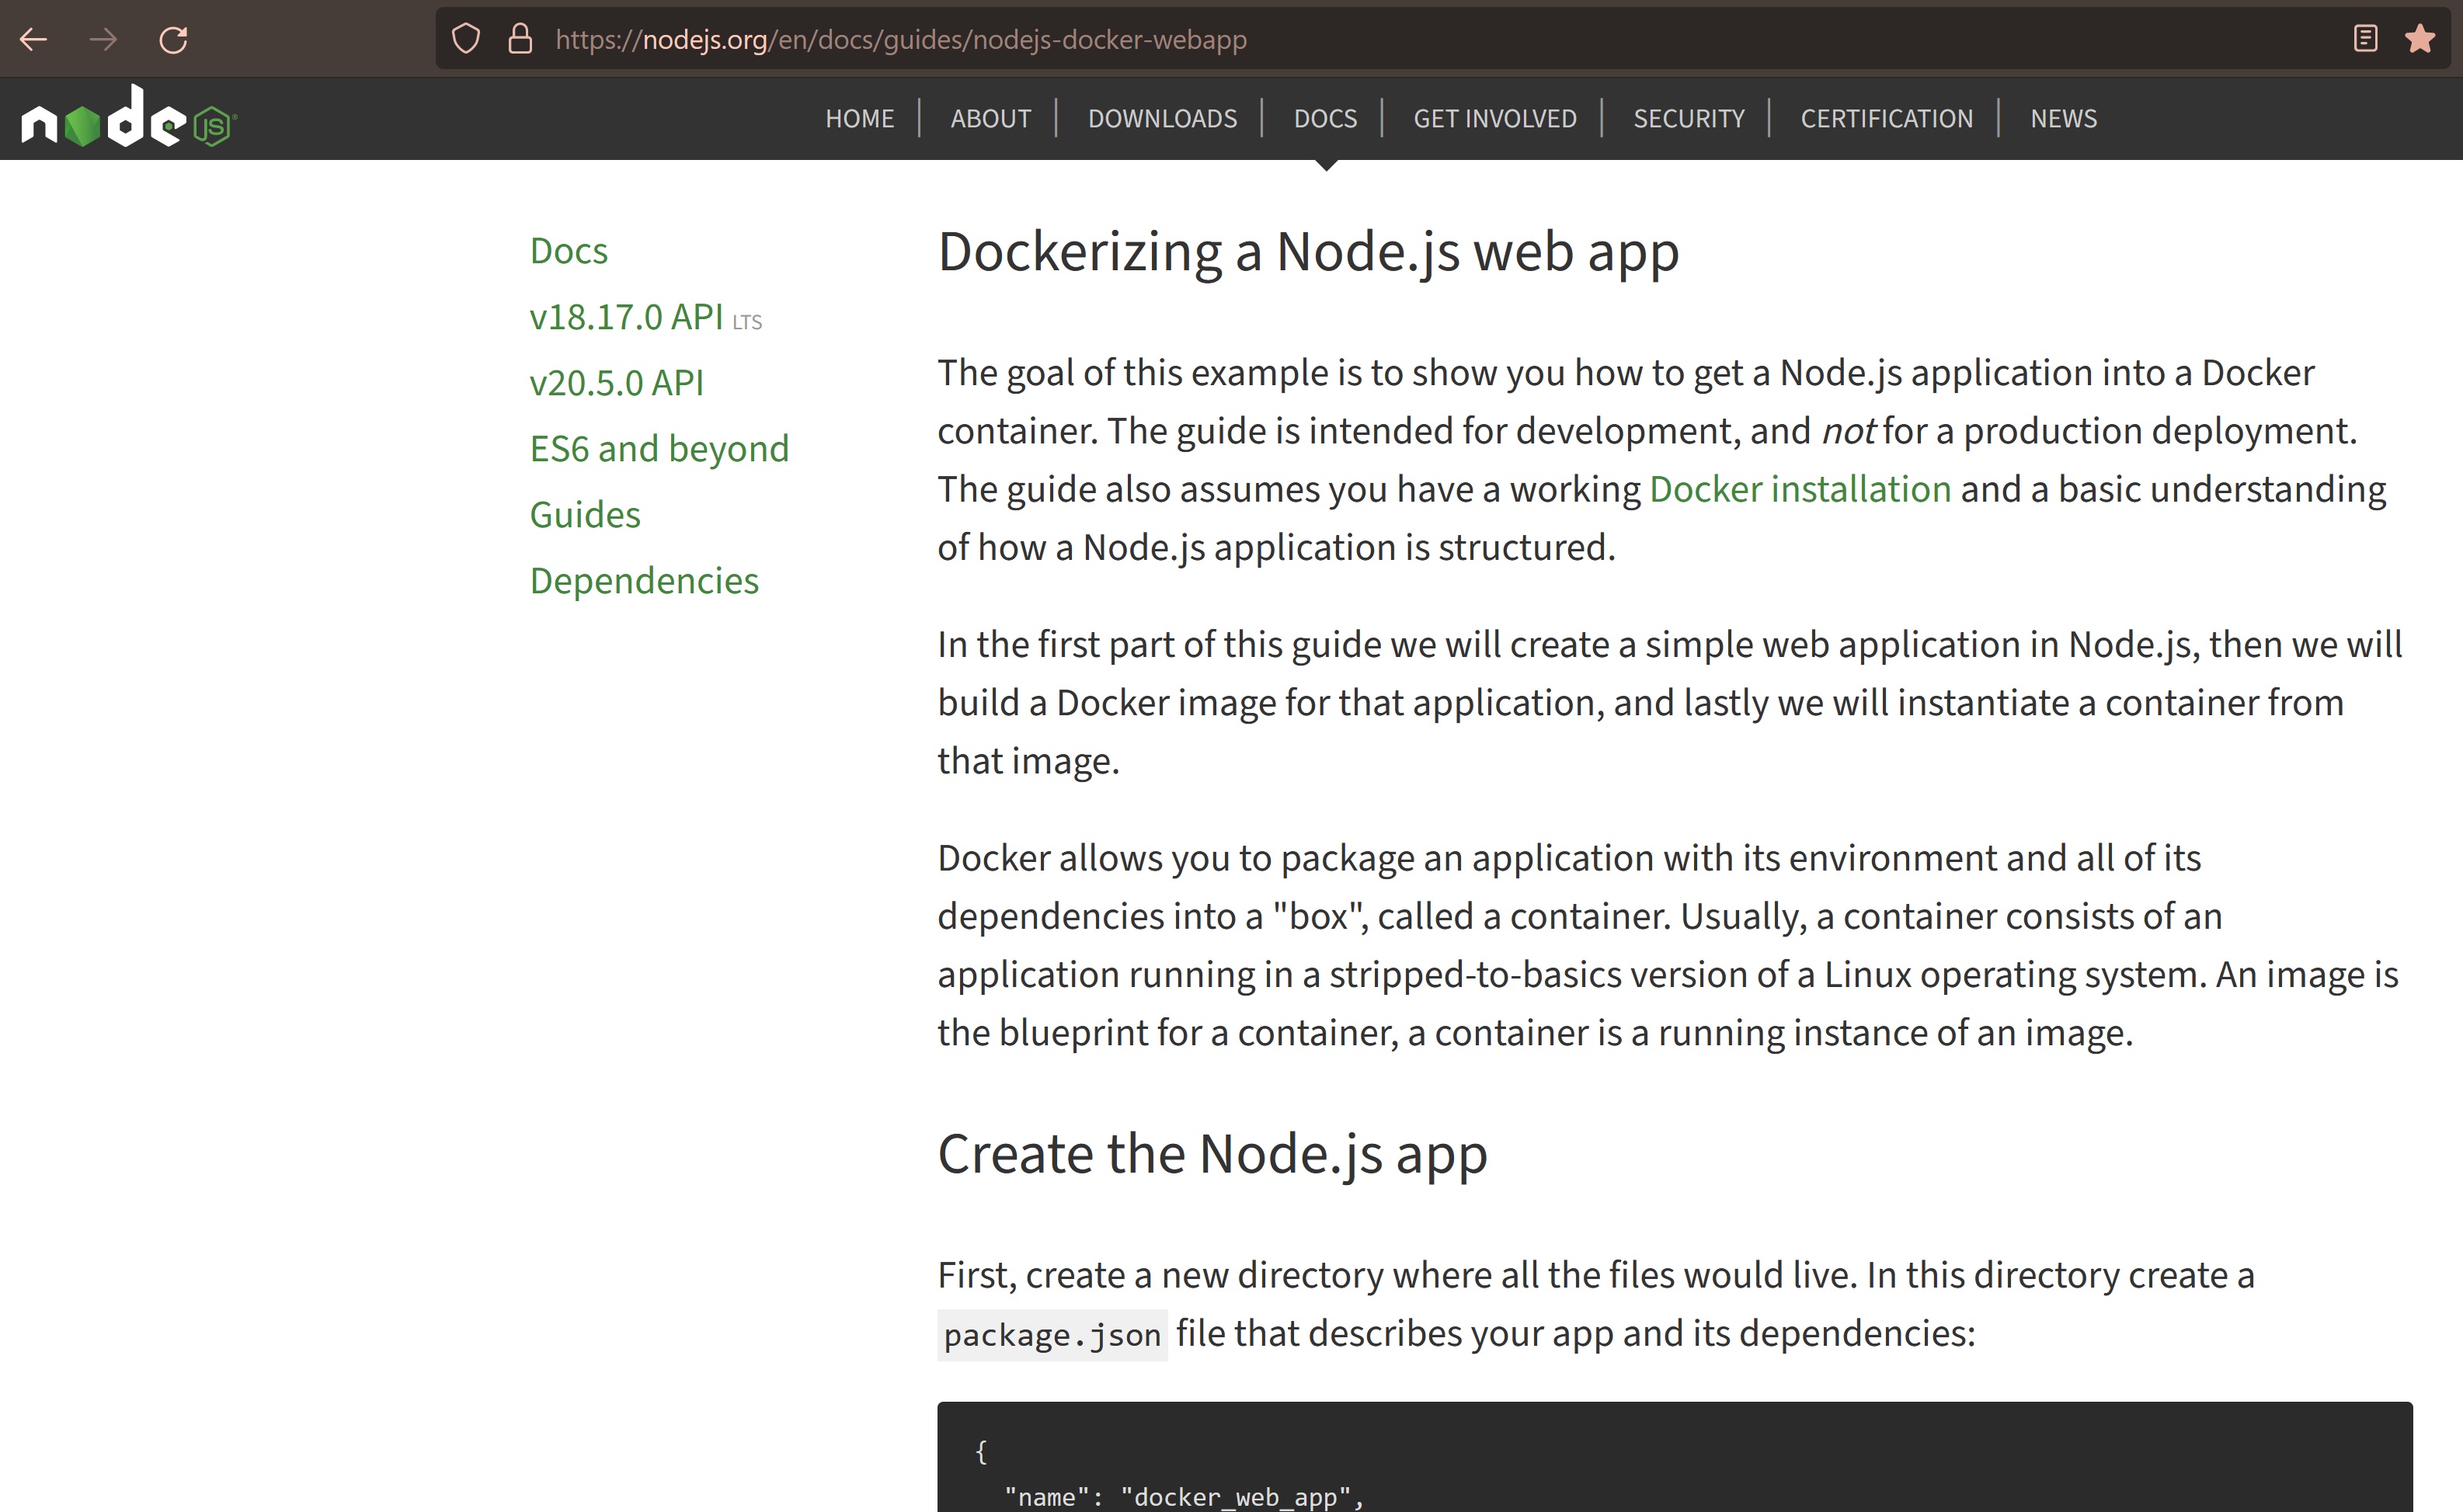 https://nodejs.org/en/docs/guides/nodejs-docker-webapp
node JS
HOME | ABOUT | DOWNLOADS | DOCS | GET INVOLVED | SECURITY | CERTIFICATION | NEWS
Docs
v18.17.0 API LTS
v20.5.0 API
ES6 and beyond
Guides
Dependencies
Dockerizing a Node.js web app
The goal of this example is to show you how to get a Node.js application into a Docker
container. The guide is intended for development, and not for a production deployment.
The guide also assumes you have a working Docker installation and a basic understanding
of how a Node.js application is structured.
In the first part of this guide we will create a simple web application in Node.js, then we will
build a Docker image for that application, and lastly we will instantiate a container from
that image.
Docker allows you to package an application with its environment and all of its
dependencies into a "box", called a container. Usually, a container consists of an
application running in a stripped-to-basics version of a Linux operating system. An image is
the blueprint for a container, a container is a running instance of an image.
Create the Node.js app
First, create a new directory where all the files would live. In this directory create a
package.json file that describes your app and its dependencies:
{
"name": "docker_web_app",